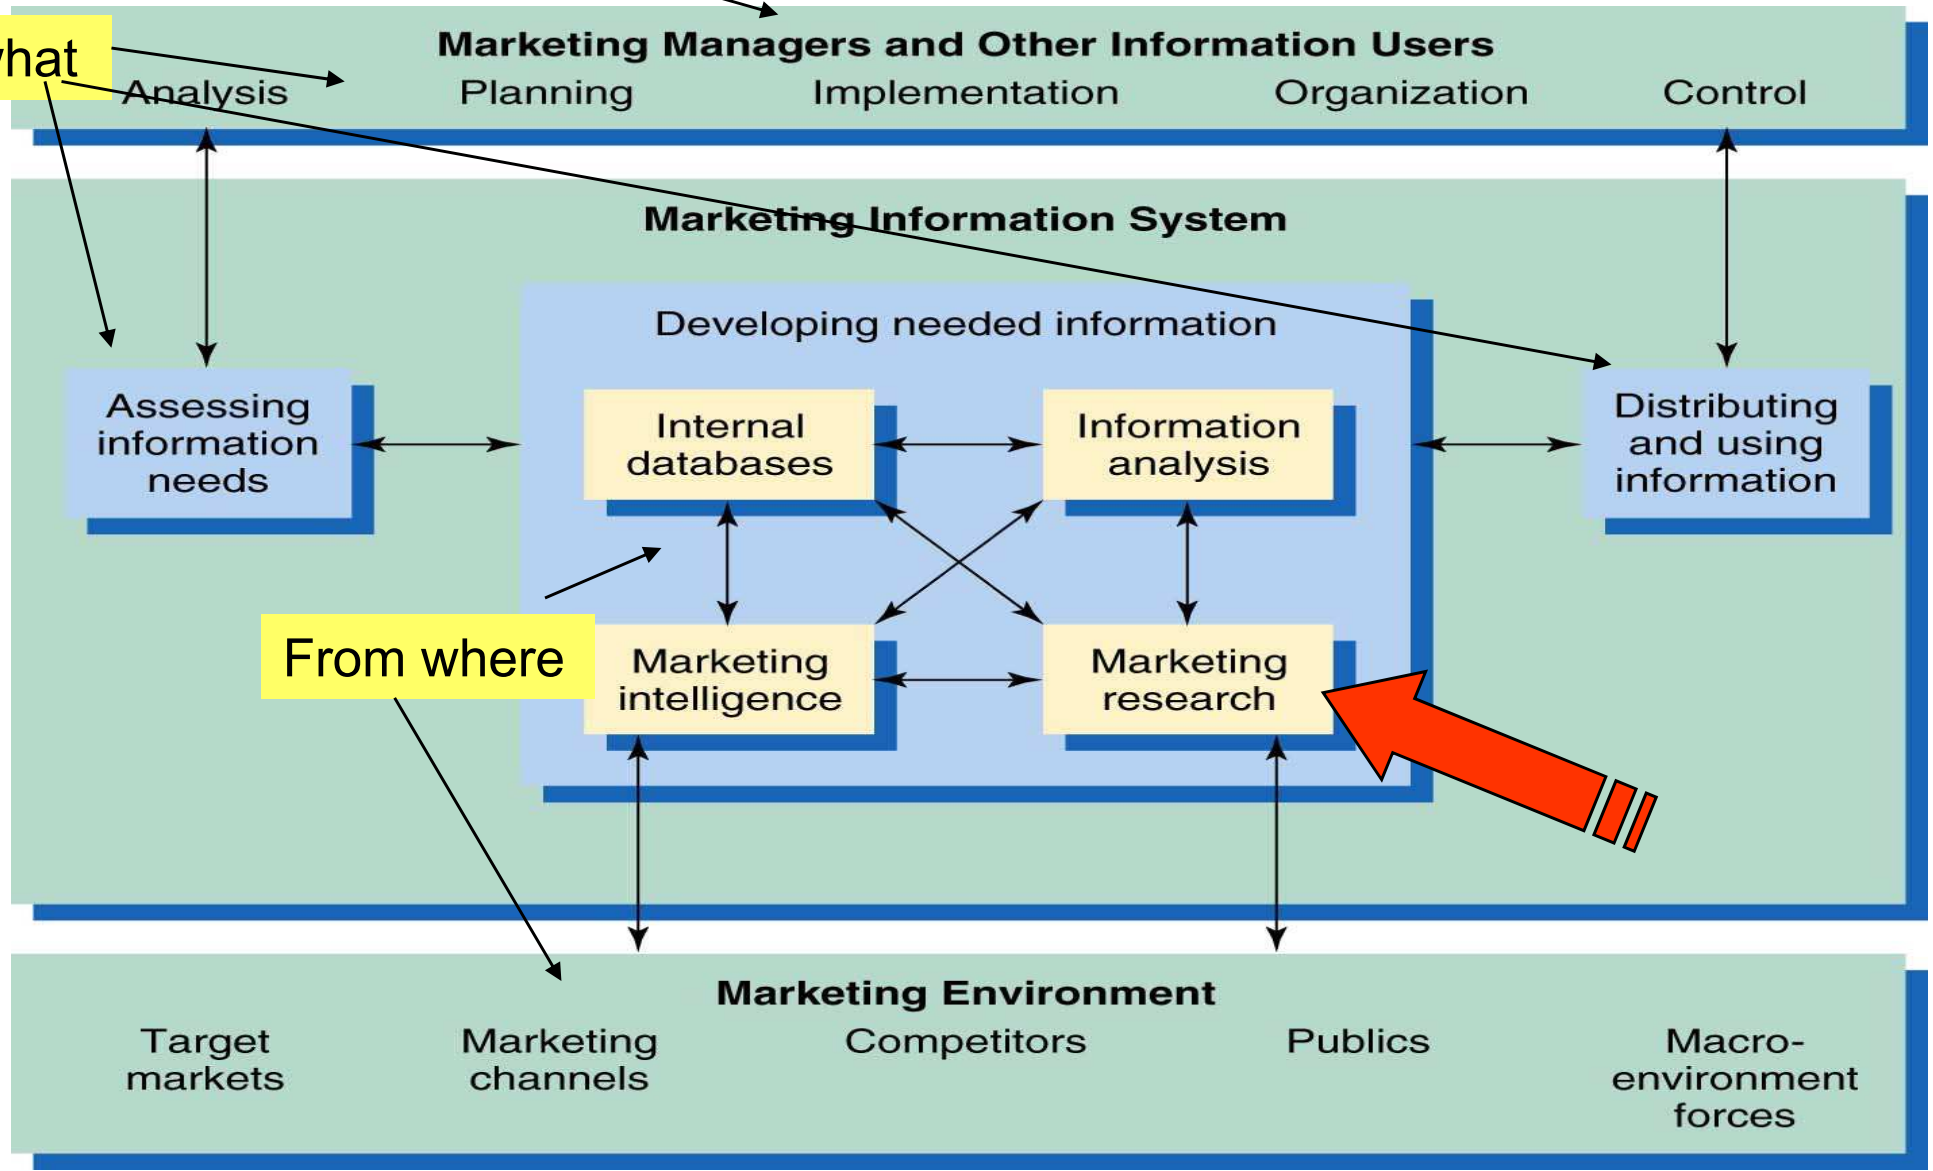 Marketing Managers and Other Information Users
what
Analysis Planning Implementation Organization Control
Marketing Information System
Developing needed information
Assessing
information
needs
Internal
databases
Information
analysis
Distributing
and using
information
From where
Marketing
intelligence
Marketing
research
Marketing Environment
Target
markets
Marketing
channels
Competitors
Publics
Macro-
environment
forces